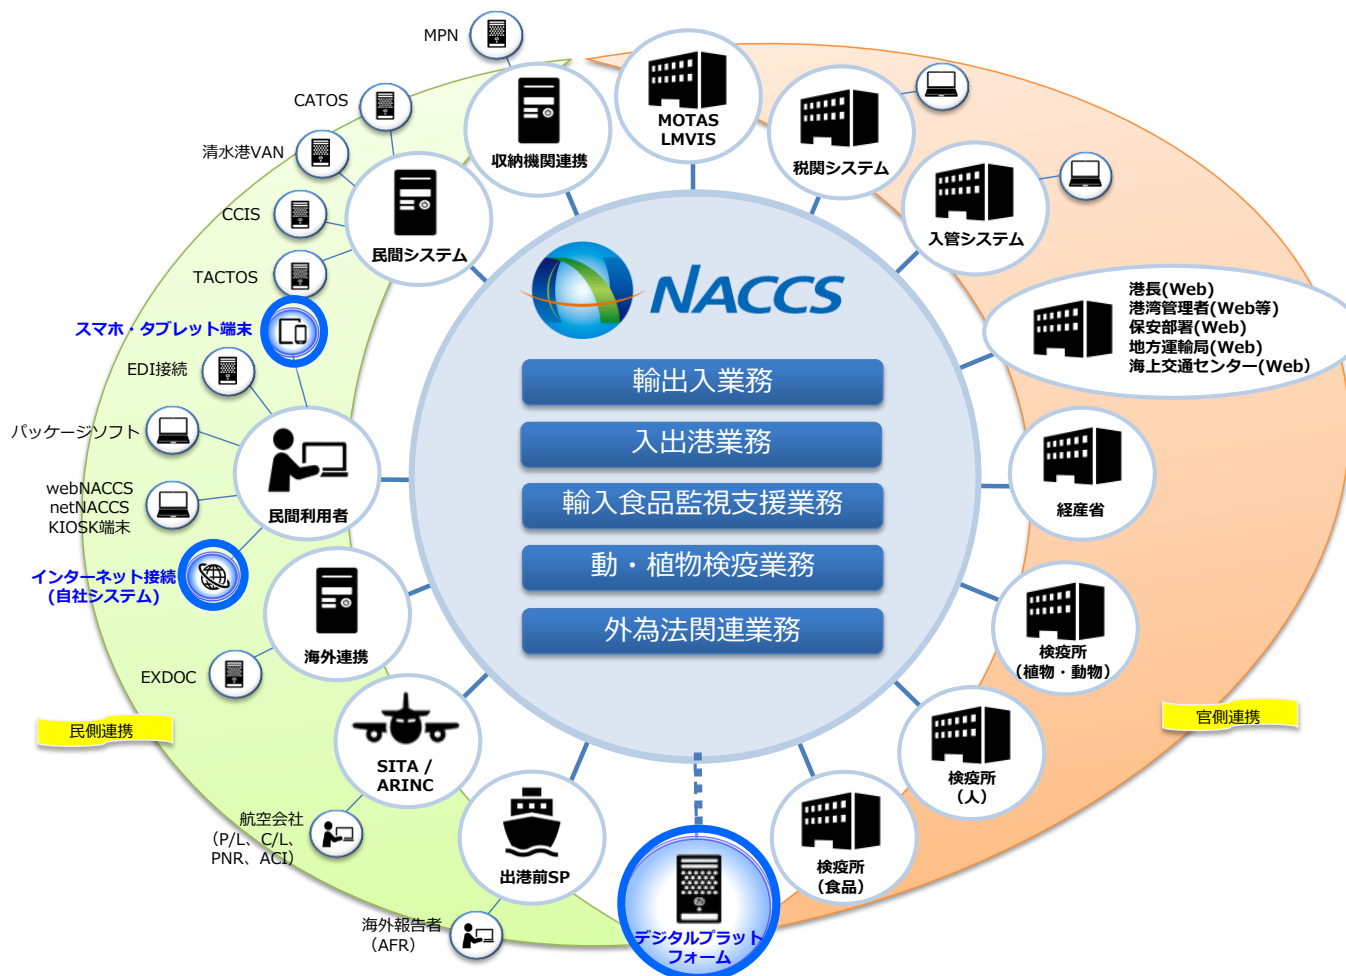 MPN
CATOS
清水港VAN
CCIS
TACTOS
スマホ・タブレット端末
EDI接続
パッケージソフト
webNACCS
netNACCS
KIOSK端末
インターネット接続
(自社システム)
EXDOC
民側連携
航空会社
(P/L、C/L、
PNR、ACI)
海外報告者
(AFR)
収納機関連携
民間システム
民間利用者
海外連携
SITA /
ARINC
出港前SP
デジタルプラット
フォーム
NACCS
輸出入業務
入出港業務
輸入食品監視支援業務
動・植物検疫業務
外為法関連業務
MOTAS
LMVIS
税関システム
入管システム
港長(Web)
港湾管理者(Web等)
保安部署(Web)
地方運輸局(Web)
海上交通センター(Web)
経産省
検疫所
(植物・動物)
検疫所
(人)
検疫所
(食品)
官側連携